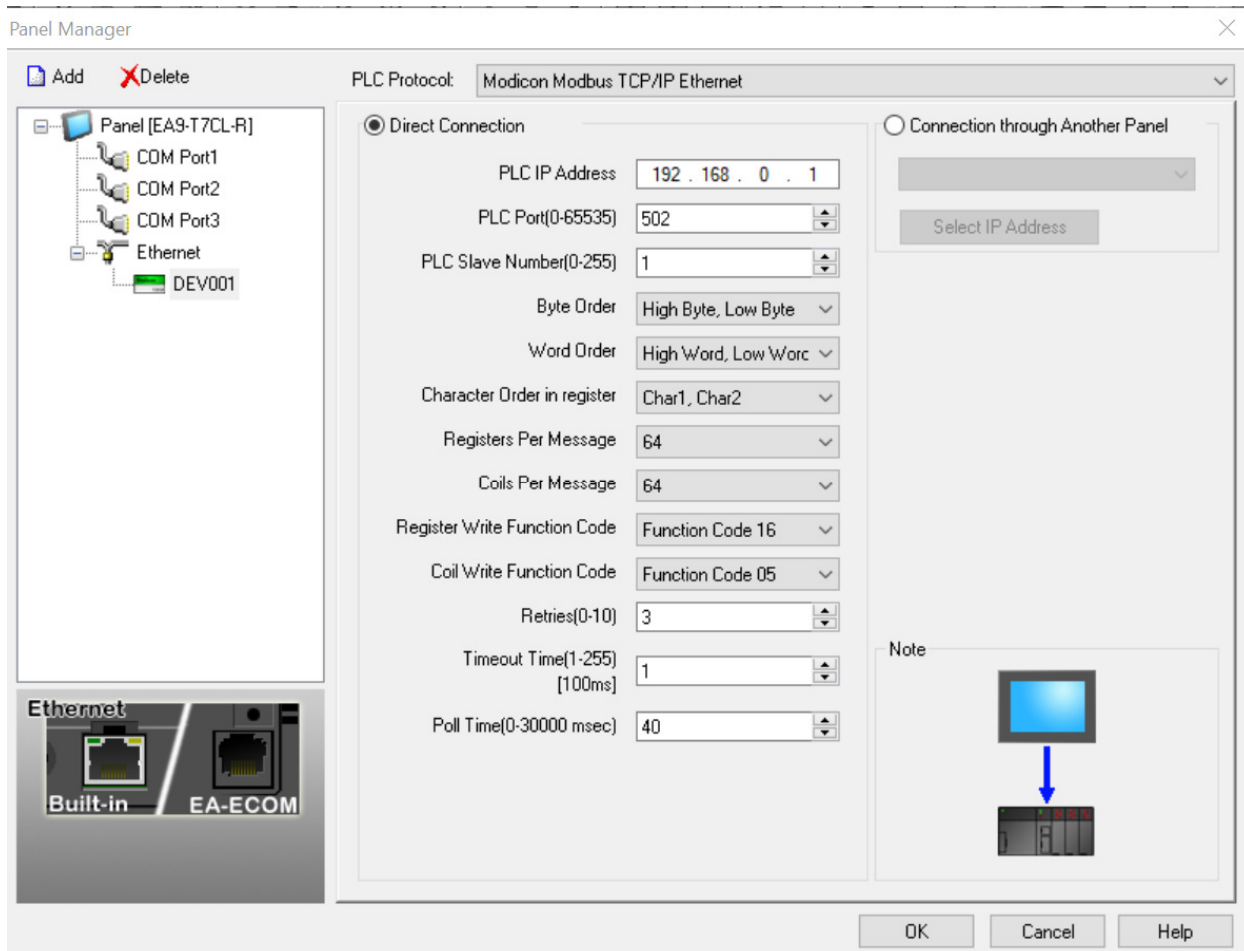 Panel Manager
Add
Delete
Panel [EA9-T7CL-R]
COM Port1
COM Port2
COM Port3
Ethernet
DEV001
Ethernet
Built-in
EA-ECOM
PLC Protocol: Modicon Modbus TCP/IP Ethernet
Direct Connection
PLC IP Address 192 . 168 . 0 . 1
PLC Port(0-65535) 502
PLC Slave Number(0-255) 1
Byte Order High Byte, Low Byte
Word Order High Word, Low Worc
Character Order in register Char1, Char2
Registers Per Message 64
Coils Per Message 64
Register Write Function Code Function Code 16
Coil Write Function Code Function Code 05
Retries(0-10) 3
Timeout Time(1-255) 1
[100ms]
Poll Time(0-30000 msec) 40
Connection through Another Panel
Select IP Address
Note
OK
Cancel
Help